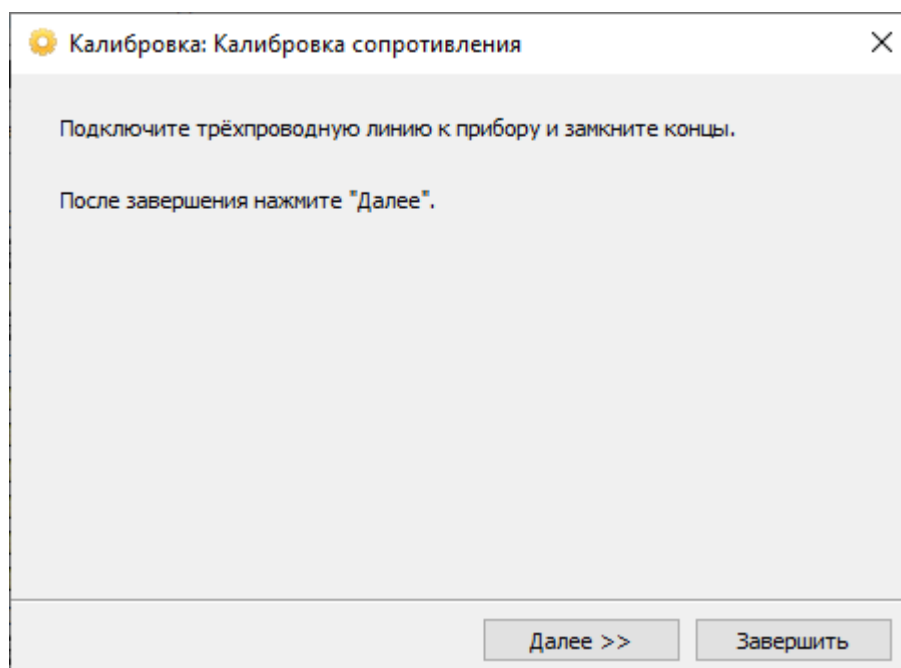 Калибровка: Калибровка сопротивления
Подключите трёхпроводную линию к прибору и замкните концы.
После завершения нажмите "Далее".
Далее >>
Завершить